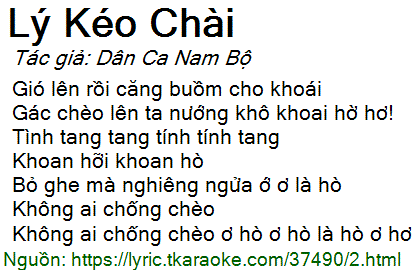 Lý Kéo Chài
Tác giả: Dân Ca Nam Bộ
Gió lên rồi căng buồm cho khoái
Gác chèo lên ta nướng khô khoai hờ hơ!
Tình tang tang tính tính tang
Khoan hỡi khoan hò
Bỏ ghe mà nghiêng ngửa ớ ơ là hò
Không ai chống chèo
Không ai chống chèo ơ hò ơ hò là hò ơ hơ
Nguồn: https://lyric.tkaraoke.com/37490/2.html